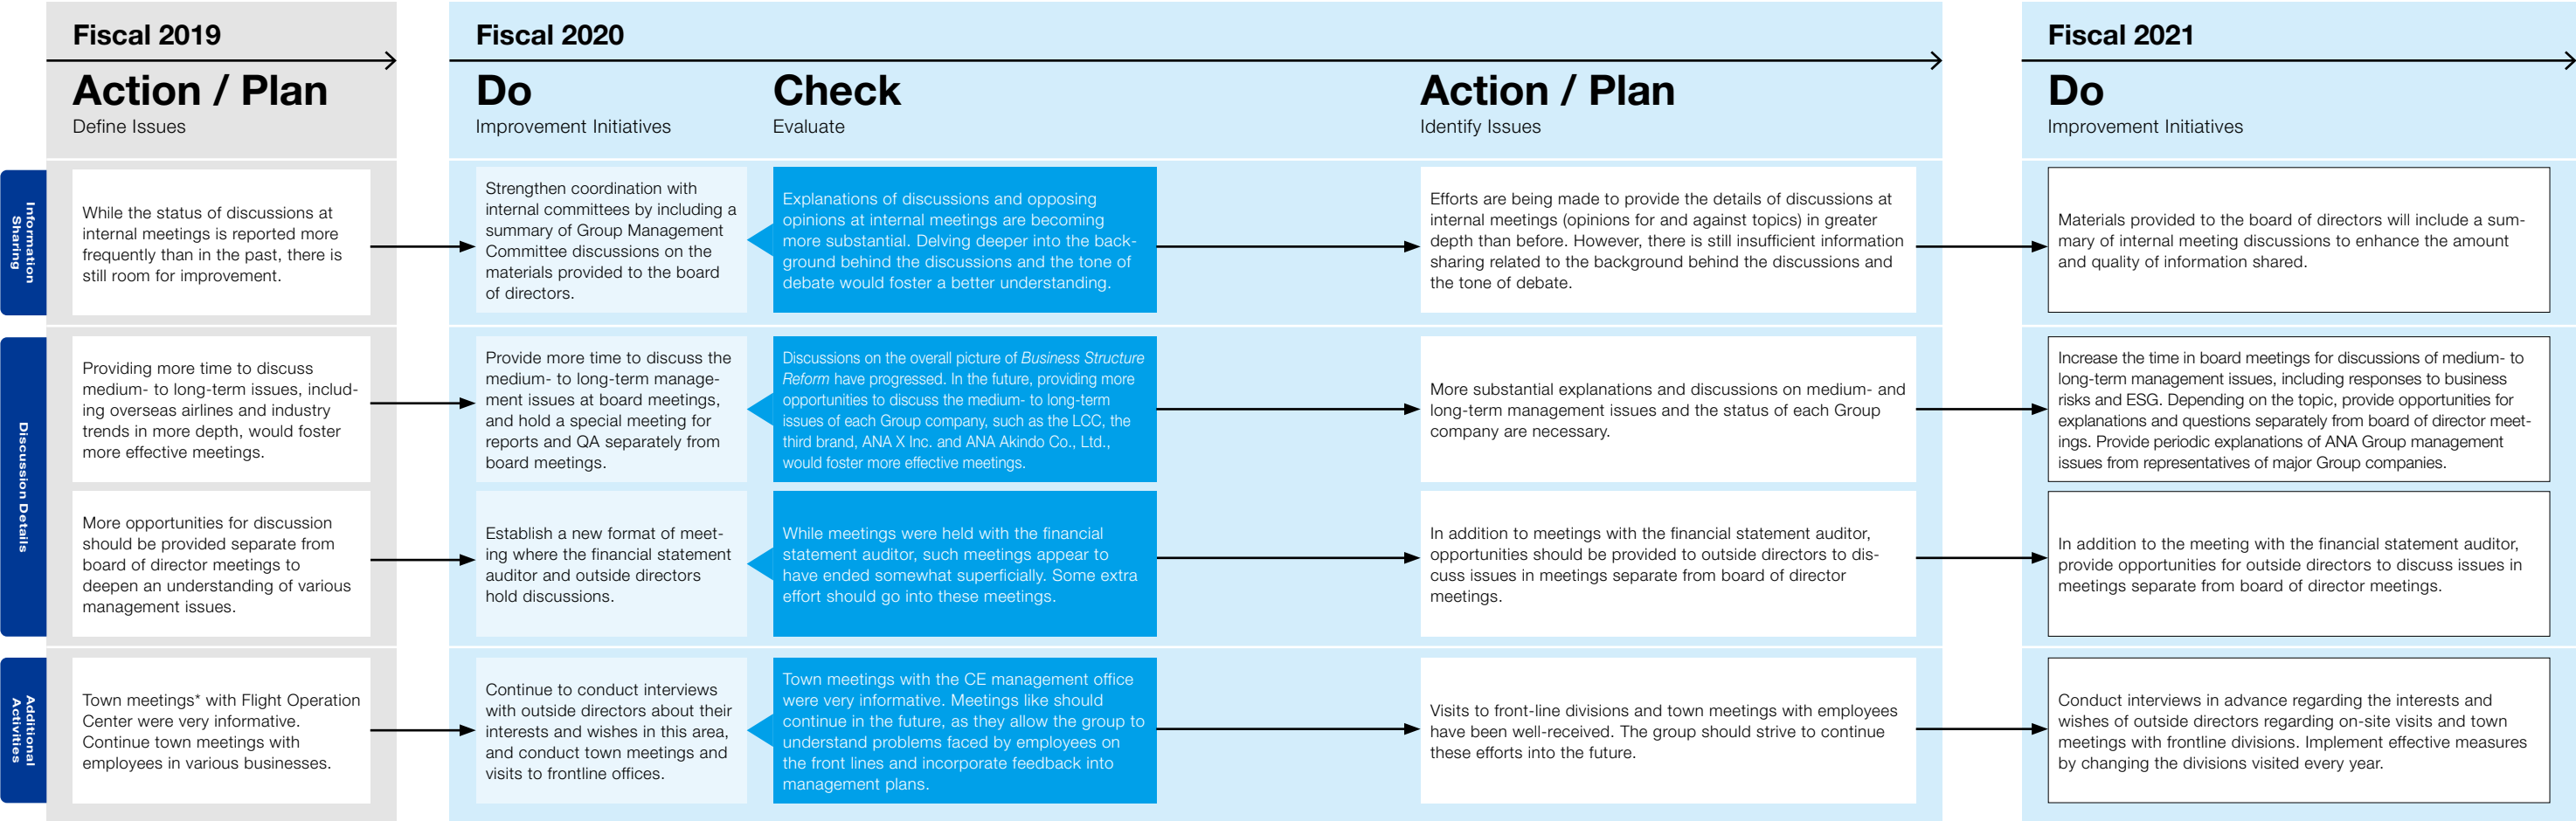 Fiscal 2019
Action / Plan
Define Issues
Fiscal 2020
Do
Improvement Initiatives
Check
Evaluate
Action / Plan
Identify Issues
Fiscal 2021
Do
Improvement Initiatives
Information
Sharing
While the status of discussions at
internal meetings is reported more
frequently than in the past, there is
still room for improvement.
Strengthen coordination with
internal committees by including a
summary of Group Management
Committee discussions on the
materials provided to the board
of directors.
Explanations of discussions and opposing
opinions at internal meetings are becoming
more substantial. Delving deeper into the back-
ground behind the discussions and the tone of
debate would foster a better understanding.
Efforts are being made to provide the details of discussions at
internal meetings (opinions for and against topics) in greater
depth than before. However, there is still insufficient information
sharing related to the background behind the discussions and
the tone of debate.
Materials provided to the board of directors will include a sum-
mary of internal meeting discussions to enhance the amount
and quality of information shared.
Discussion Details
Providing more time to discuss
medium- to long-term issues, includ-
ing overseas airlines and industry
trends in more depth, would foster
more effective meetings.
Provide more time to discuss the
medium- to long-term manage-
ment issues at board meetings,
and hold a special meeting for
reports and QA separately from
board meetings.
Discussions on the overall picture of Business Structure
Reform have progressed. In the future, providing more
opportunities to discuss the medium- to long-term
issues of each Group company, such as the LCC, the
third brand, ANA X Inc. and ANA Akindo Co., Ltd.,
would foster more effective meetings.
More substantial explanations and discussions on medium- and
long-term management issues and the status of each Group
company are necessary.
Increase the time in board meetings for discussions of medium- to
long-term management issues, including responses to business
risks and ESG. Depending on the topic, provide opportunities for
explanations and questions separately from board of director meet-
ings. Provide periodic explanations of ANA Group management
issues from representatives of major Group companies.
More opportunities for discussion
should be provided separate from
board of director meetings to
deepen an understanding of various
management issues.
Establish a new format of meet-
ing where the financial statement
auditor and outside directors
hold discussions.
While meetings were held with the financial
statement auditor, such meetings appear to
have ended somewhat superficially. Some extra
effort should go into these meetings.
In addition to meetings with the financial statement auditor,
opportunities should be provided to outside directors to dis-
cuss issues in meetings separate from board of director
meetings.
In addition to the meeting with the financial statement auditor,
provide opportunities for outside directors to discuss issues in
meetings separate from board of director meetings.
Additional
Activities
Town meetings* with Flight Operation
Center were very informative.
Continue town meetings with
employees in various businesses.
Continue to conduct interviews
with outside directors about their
interests and wishes in this area,
and conduct town meetings and
visits to frontline offices.
Town meetings with the CE management office
were very informative. Meetings like should
continue in the future, as they allow the group to
understand problems faced by employees on
the front lines and incorporate feedback into
management plans.
Visits to front-line divisions and town meetings with employees
have been well-received. The group should strive to continue
these efforts into the future.
Conduct interviews in advance regarding the interests and
wishes of outside directors regarding on-site visits and town
meetings with frontline divisions. Implement effective measures
by changing the divisions visited every year.